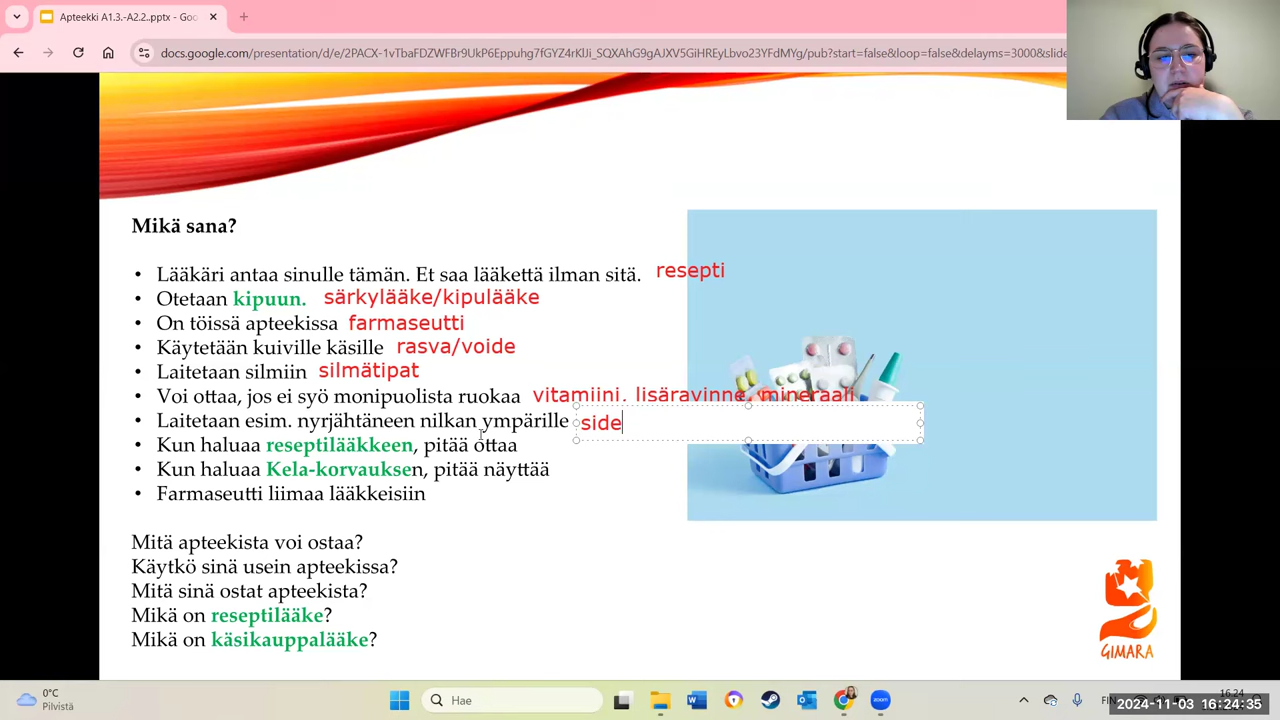 Apteekki A1.3.-A2.2..pptx - Goo
docs.google.com/presentation/d/e/2PACX-1vTbaFDZWFBr9UkP6Eppuhg7fGYZ4rKlJi_SQXAhG9gAJXV5GiHREyLbvo23YFdMYg/pub?start=false&loop=false&delayms=3000&slide
Mikä sana?
• Lääkäri antaa sinulle tämän. Et saa lääkettä ilman sitä. resepti
• Otetaan kipuun. särkylääke/kipulääke
• On töissä apteekissa farmaseutti
• Käytetään kuiville käsille rasva/voide
• Laitetaan silmiin silmätipat
• Voi ottaa, jos ei syö monipuolista ruokaa vitamiini, lisäravinne, mineraali
• Laitetaan esim. nyrjähtäneen nilkan ympärille side
• Kun haluaa reseptilääkkeen, pitää ottaa
• Kun haluaa Kela-korvauksen, pitää näyttää
• Farmaseutti liimaa lääkkeisiin
Mitä apteekista voi ostaa?
Käytkö sinä usein apteekissa?
Mitä sinä ostat apteekista?
Mikä on reseptilääke?
Mikä on käsikauppalääke?
GIMARA
0°C
Pilvistä
Hae
FIN
16.24
2024-11-03 16:24:35